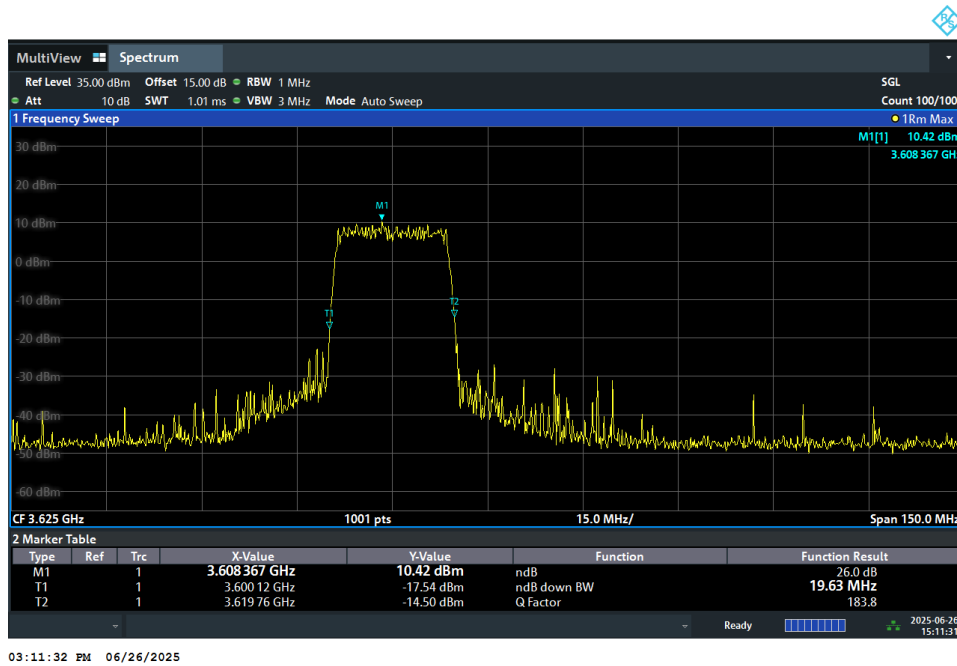 R S
MultiView Spectrum
Ref Level 35.00 dBm Offset 15.00 dB RBW 1 MHz SGL
Att 10 dB SWT 1.01 ms VBW 3 MHz Mode Auto Sweep Count 100/100
1 Frequency Sweep 1Rm Max
M1[1] 10.42 dBm
3.608 367 GH
30 dBm
20 dBm
M1
10 dBm
0 dBm
-10 dBm
T2
T1
-20 dBm
-30 dBm
-40 dBm
-50 dBm
-60 dBm
CF 3.625 GHz 1001 pts 15.0 MHz/ Span 150.0 MHz
2 Marker Table
Type Ref Trc X-Value Y-Value Function Function Result
M1 1 3.608 367 GHz 10.42 dBm ndB 26.0 dB
T1 1 3.600 12 GHz -17.54 dBm ndB down BW 19.63 MHz
T2 1 3.619 76 GHz -14.50 dBm Q Factor 183.8
Ready 2025-06-26
15:11:31
03:11:32 PM 06/26/2025